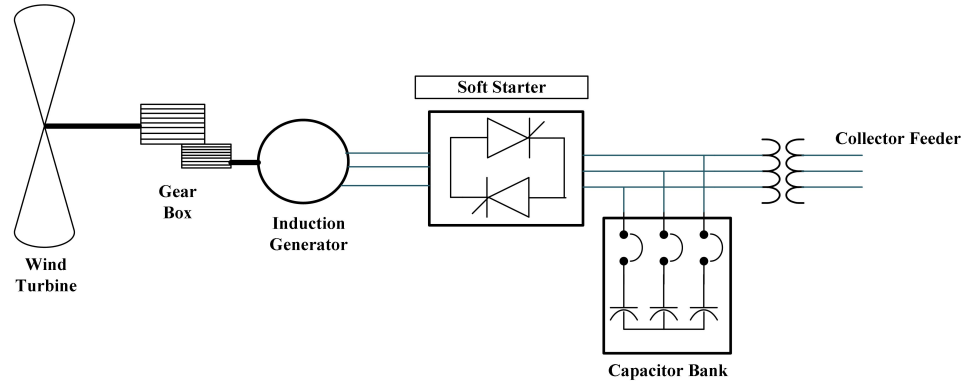 Soft Starter
Collector Feeder
Gear
Box
Induction
Generator
Wind
Turbine
Capacitor Bank